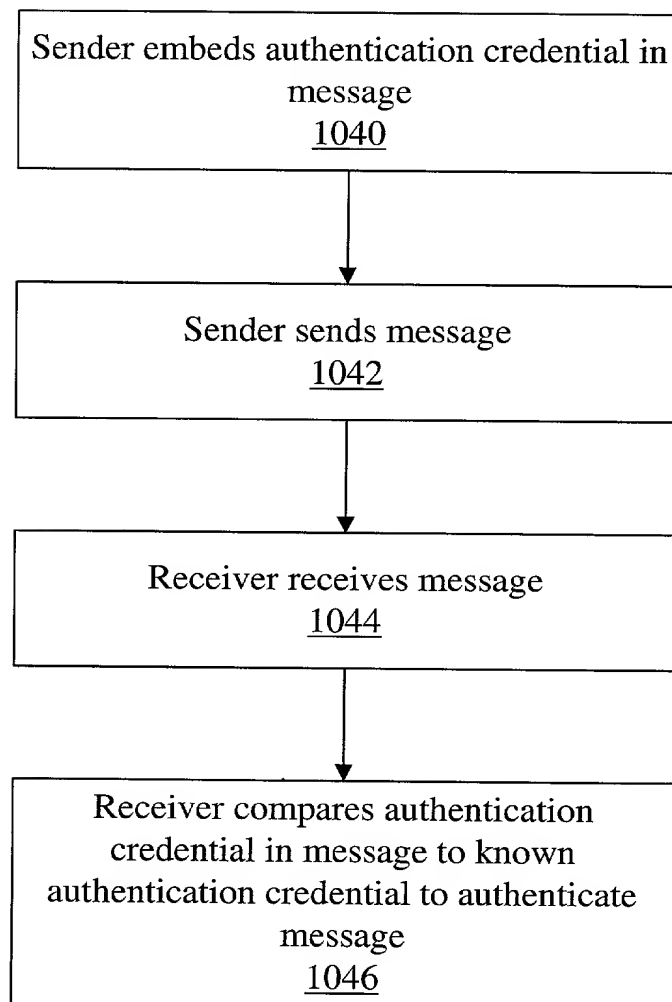 Sender embeds authentication credential in
message
1040
Sender sends message
1042
Receiver receives message
1044
Receiver compares authentication
credential in message to known
authentication credential to authenticate
message
1046